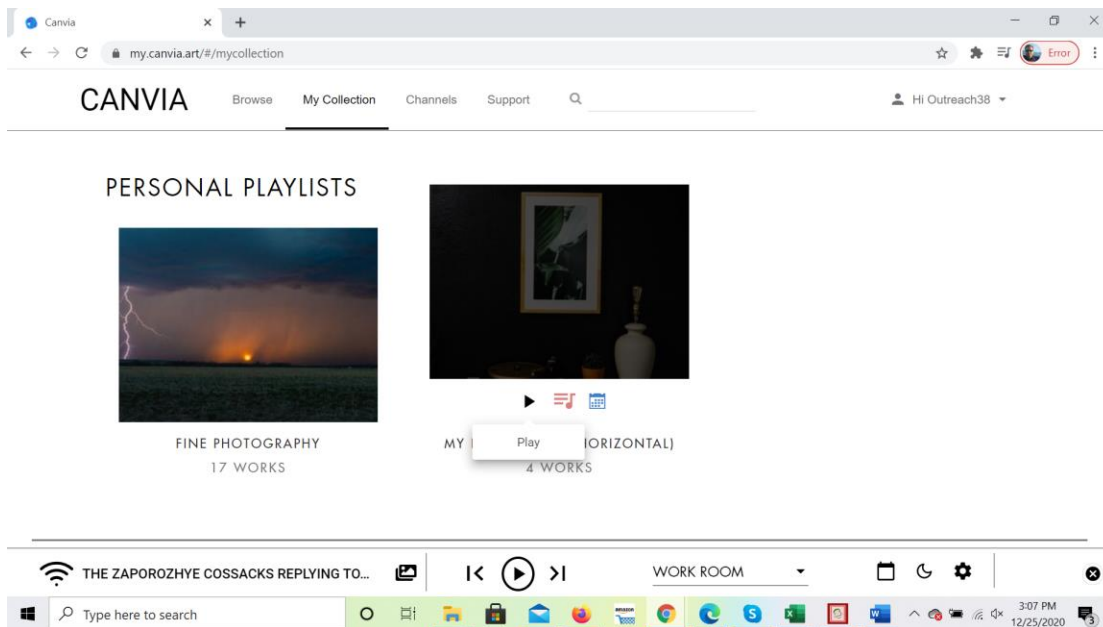 Canvia
my.canvia.art/#/mycollection
Error
CANVIA
Browse My Collection Channels Support
Hi Outreach38
PERSONAL PLAYLISTS
FINE PHOTOGRAPHY
17 WORKS
Play
MY ORIZONTAL)
4 WORKS
THE ZAPOROZHYE COSSACKS REPLYING TO...
WORK ROOM
Type here to search
amazon
S
X
W
3:07 PM
12/25/2020
3